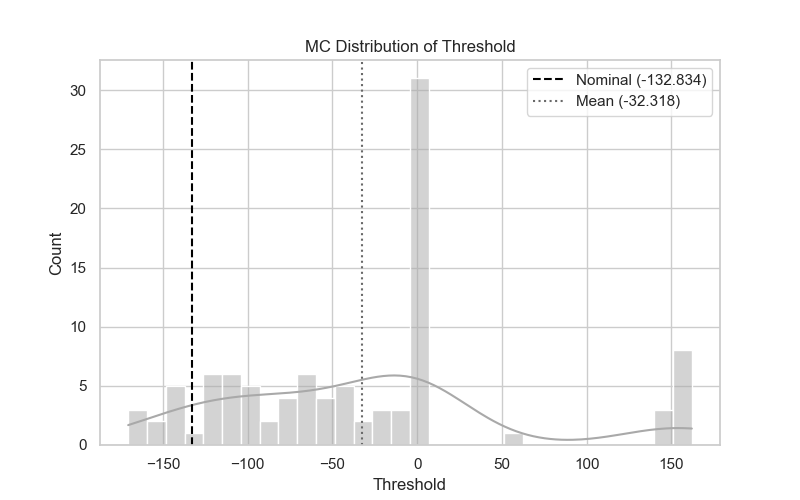 MC Distribution of Threshold
Nominal (-132.834)
Mean (-32.318)
Count
30
25
20
15
10
5
0
−150
−100
−50
0
50
100
150
Threshold